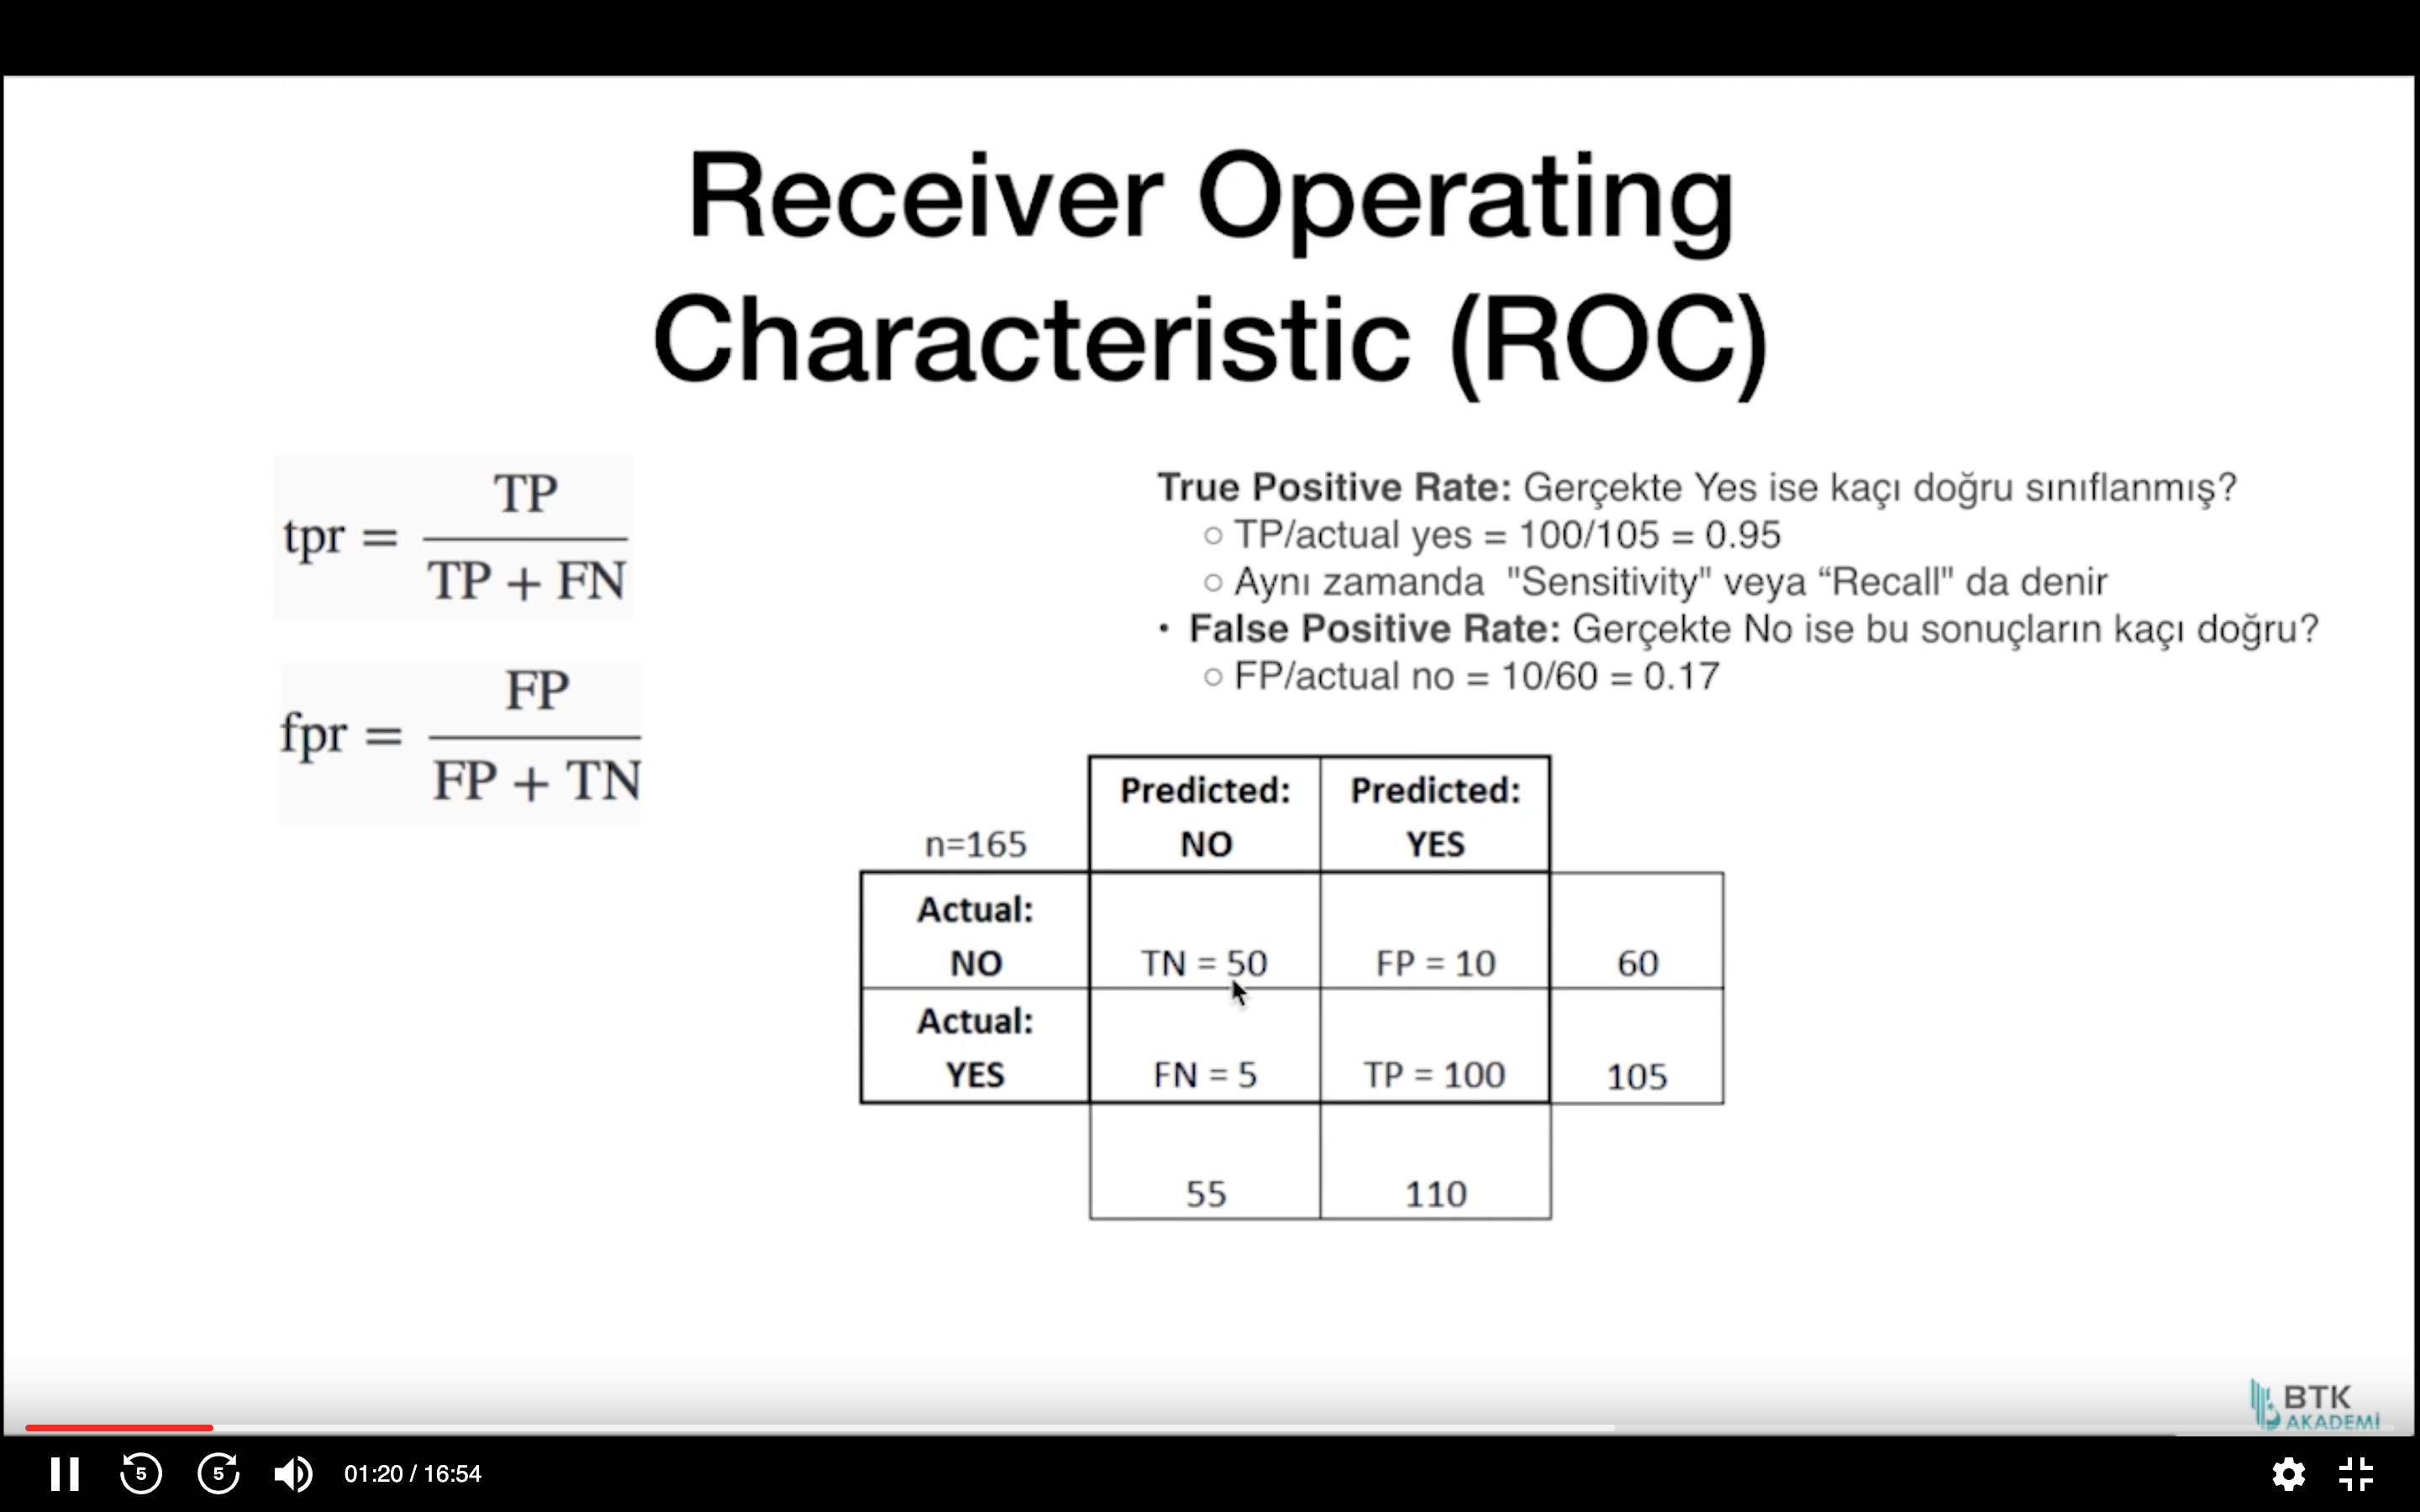 Receiver Operating
Characteristic (ROC)
tpr = TP / TP + FN
fpr = FP / FP + TN
True Positive Rate: Gerçekte Yes ise kaçı doğru sınıflanmış?
○ TP/actual yes = 100/105 = 0.95
○ Aynı zamanda "Sensitivity" veya “Recall" da denir
• False Positive Rate: Gerçekte No ise bu sonuçların kaçı doğru?
○ FP/actual no = 10/60 = 0.17
Predicted: Predicted:
n=165 NO YES
Actual:
NO TN = 50 FP = 10 60
Actual:
YES FN = 5 TP = 100 105
55 110
BTK
AKADEMİ
5 5 01:20 / 16:54